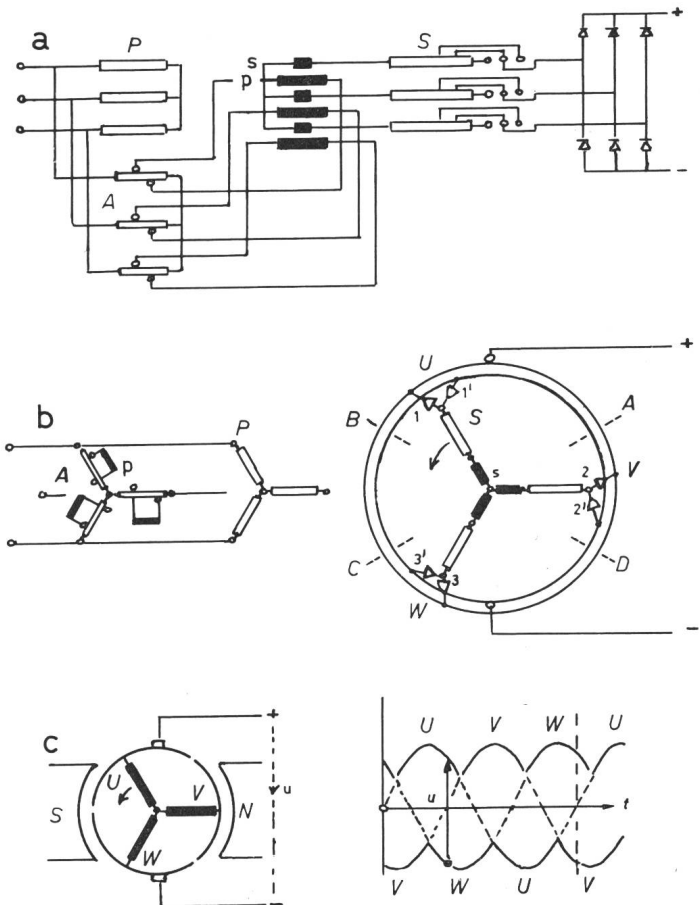 a P s S +
p
A
-
b A p P
U
1 1' S
B A
s 2 V
2'
C 3' 3 D
W
+
-
c S U V W N
+ u -
U V W U
u t
V W U V